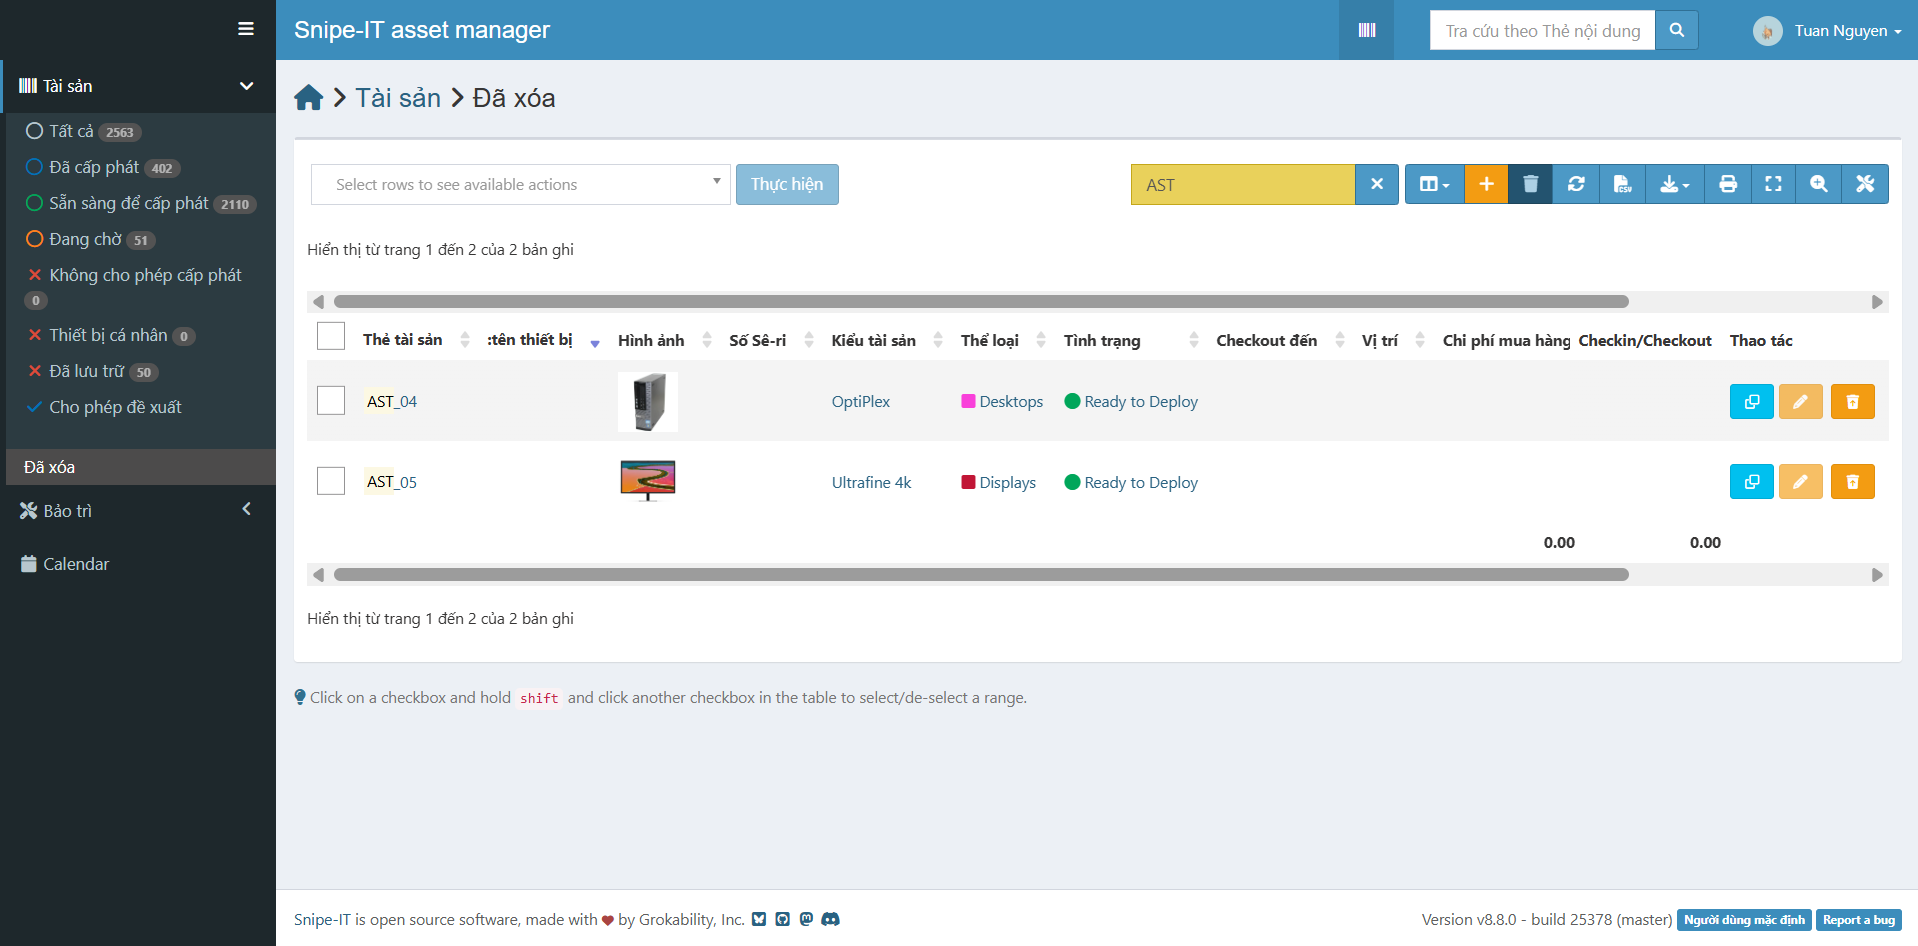 Snipe-IT asset manager
Tra cứu theo Thẻ nội dung
Tuan Nguyen
Tài sản
Tất cả 2563
Đã cấp phát 402
Sẵn sàng để cấp phát 2110
Đang chờ 51
Không cho phép cấp phát
0
Thiết bị cá nhân 0
Đã lưu trữ 50
Cho phép đề xuất
Đã xóa
Bảo trì
Calendar
Tài sản Đã xóa
Select rows to see available actions
Thực hiện
AST
CSV
Hiển thị từ trang 1 đến 2 của 2 bản ghi
Thẻ tài sản :tên thiết bị Hình ảnh Số Sê-ri Kiểu tài sản Thể loại Tình trạng Checkout đến Vị trí Chi phí mua hàng Checkin/Checkout Thao tác
AST_04 OptiPlex Desktops Ready to Deploy
AST_05 Ultrafine 4k Displays Ready to Deploy
0.00 0.00
Hiển thị từ trang 1 đến 2 của 2 bản ghi
Click on a checkbox and hold shift and click another checkbox in the table to select/de-select a range.
Snipe-IT is open source software, made with by Grokability, Inc.
Version v8.8.0 - build 25378 (master) Người dùng mặc định Report a bug